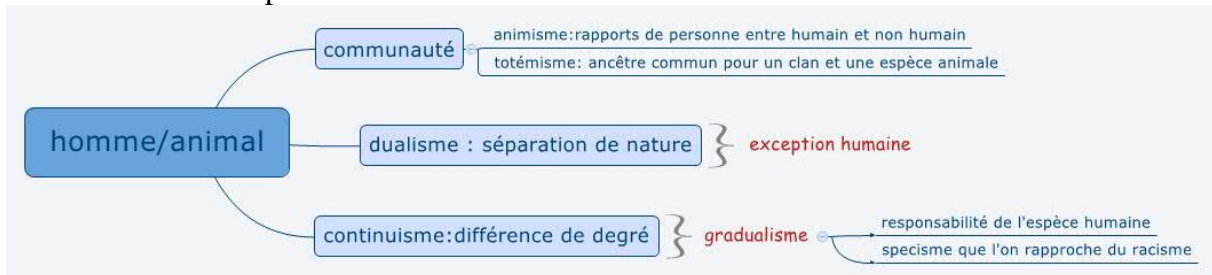 communauté
animisme:rapports de personne entre humain et non humain
totémisme: ancêtre commun pour un clan et une espèce animale
homme/animal
dualisme : séparation de nature
exception humaine
continuisme:différence de degré
gradualisme
responsabilité de l'espèce humaine
specisme que l'on rapproche du racisme